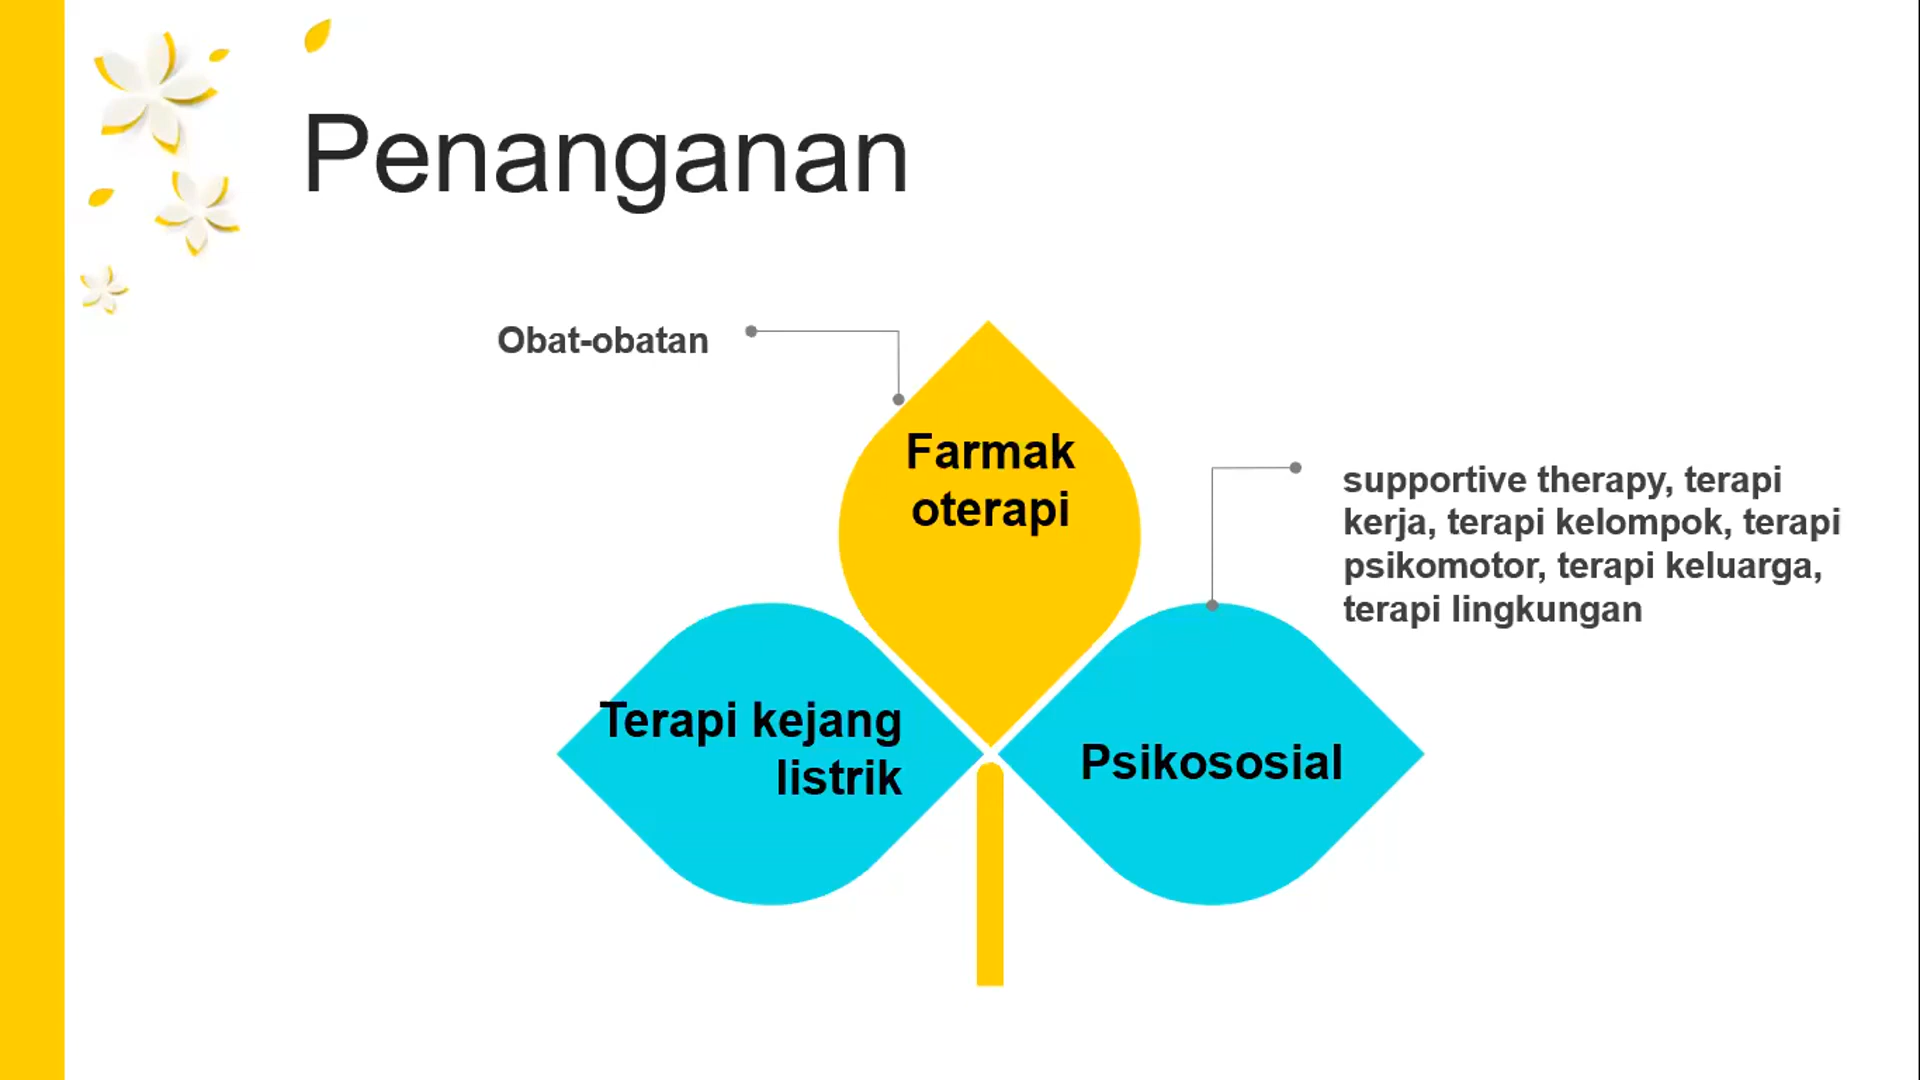 Penanganan
Obat-obatan
Farmak
oterapi
supportive therapy, terapi
kerja, terapi kelompok, terapi
psikomotor, terapi keluarga,
terapi lingkungan
Terapi kejang
listrik
Psikososial